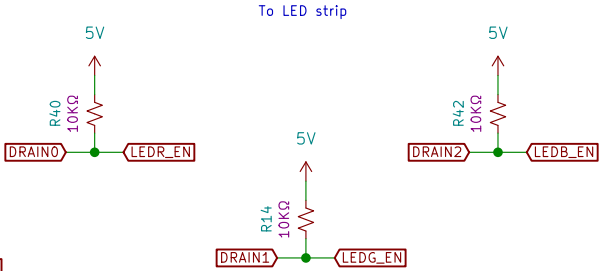 To LED strip
5V
R40
10KΩ
DRAIN0
LEDR_EN
5V
R42
10KΩ
DRAIN2
LEDB_EN
5V
R14
10KΩ
DRAIN1
LEDG_EN